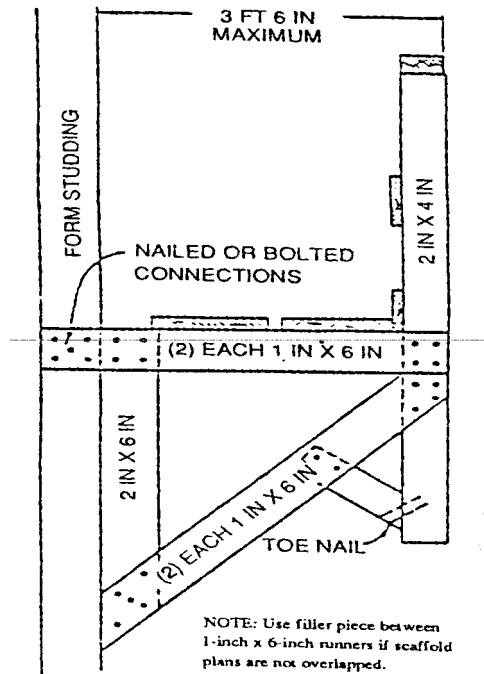 3 FT 6 IN
MAXIMUM
FORM STUDDING
2 IN X 4 IN
NAILED OR BOLTED
CONNECTIONS
(2) EACH 1 IN X 6 IN
2 IN X 6 IN
(2) EACH 1 IN X 6 IN
TOE NAIL
NOTE: Use filler piece between
1-inch x 6-inch runners if scaffold
plans are not overlapped.